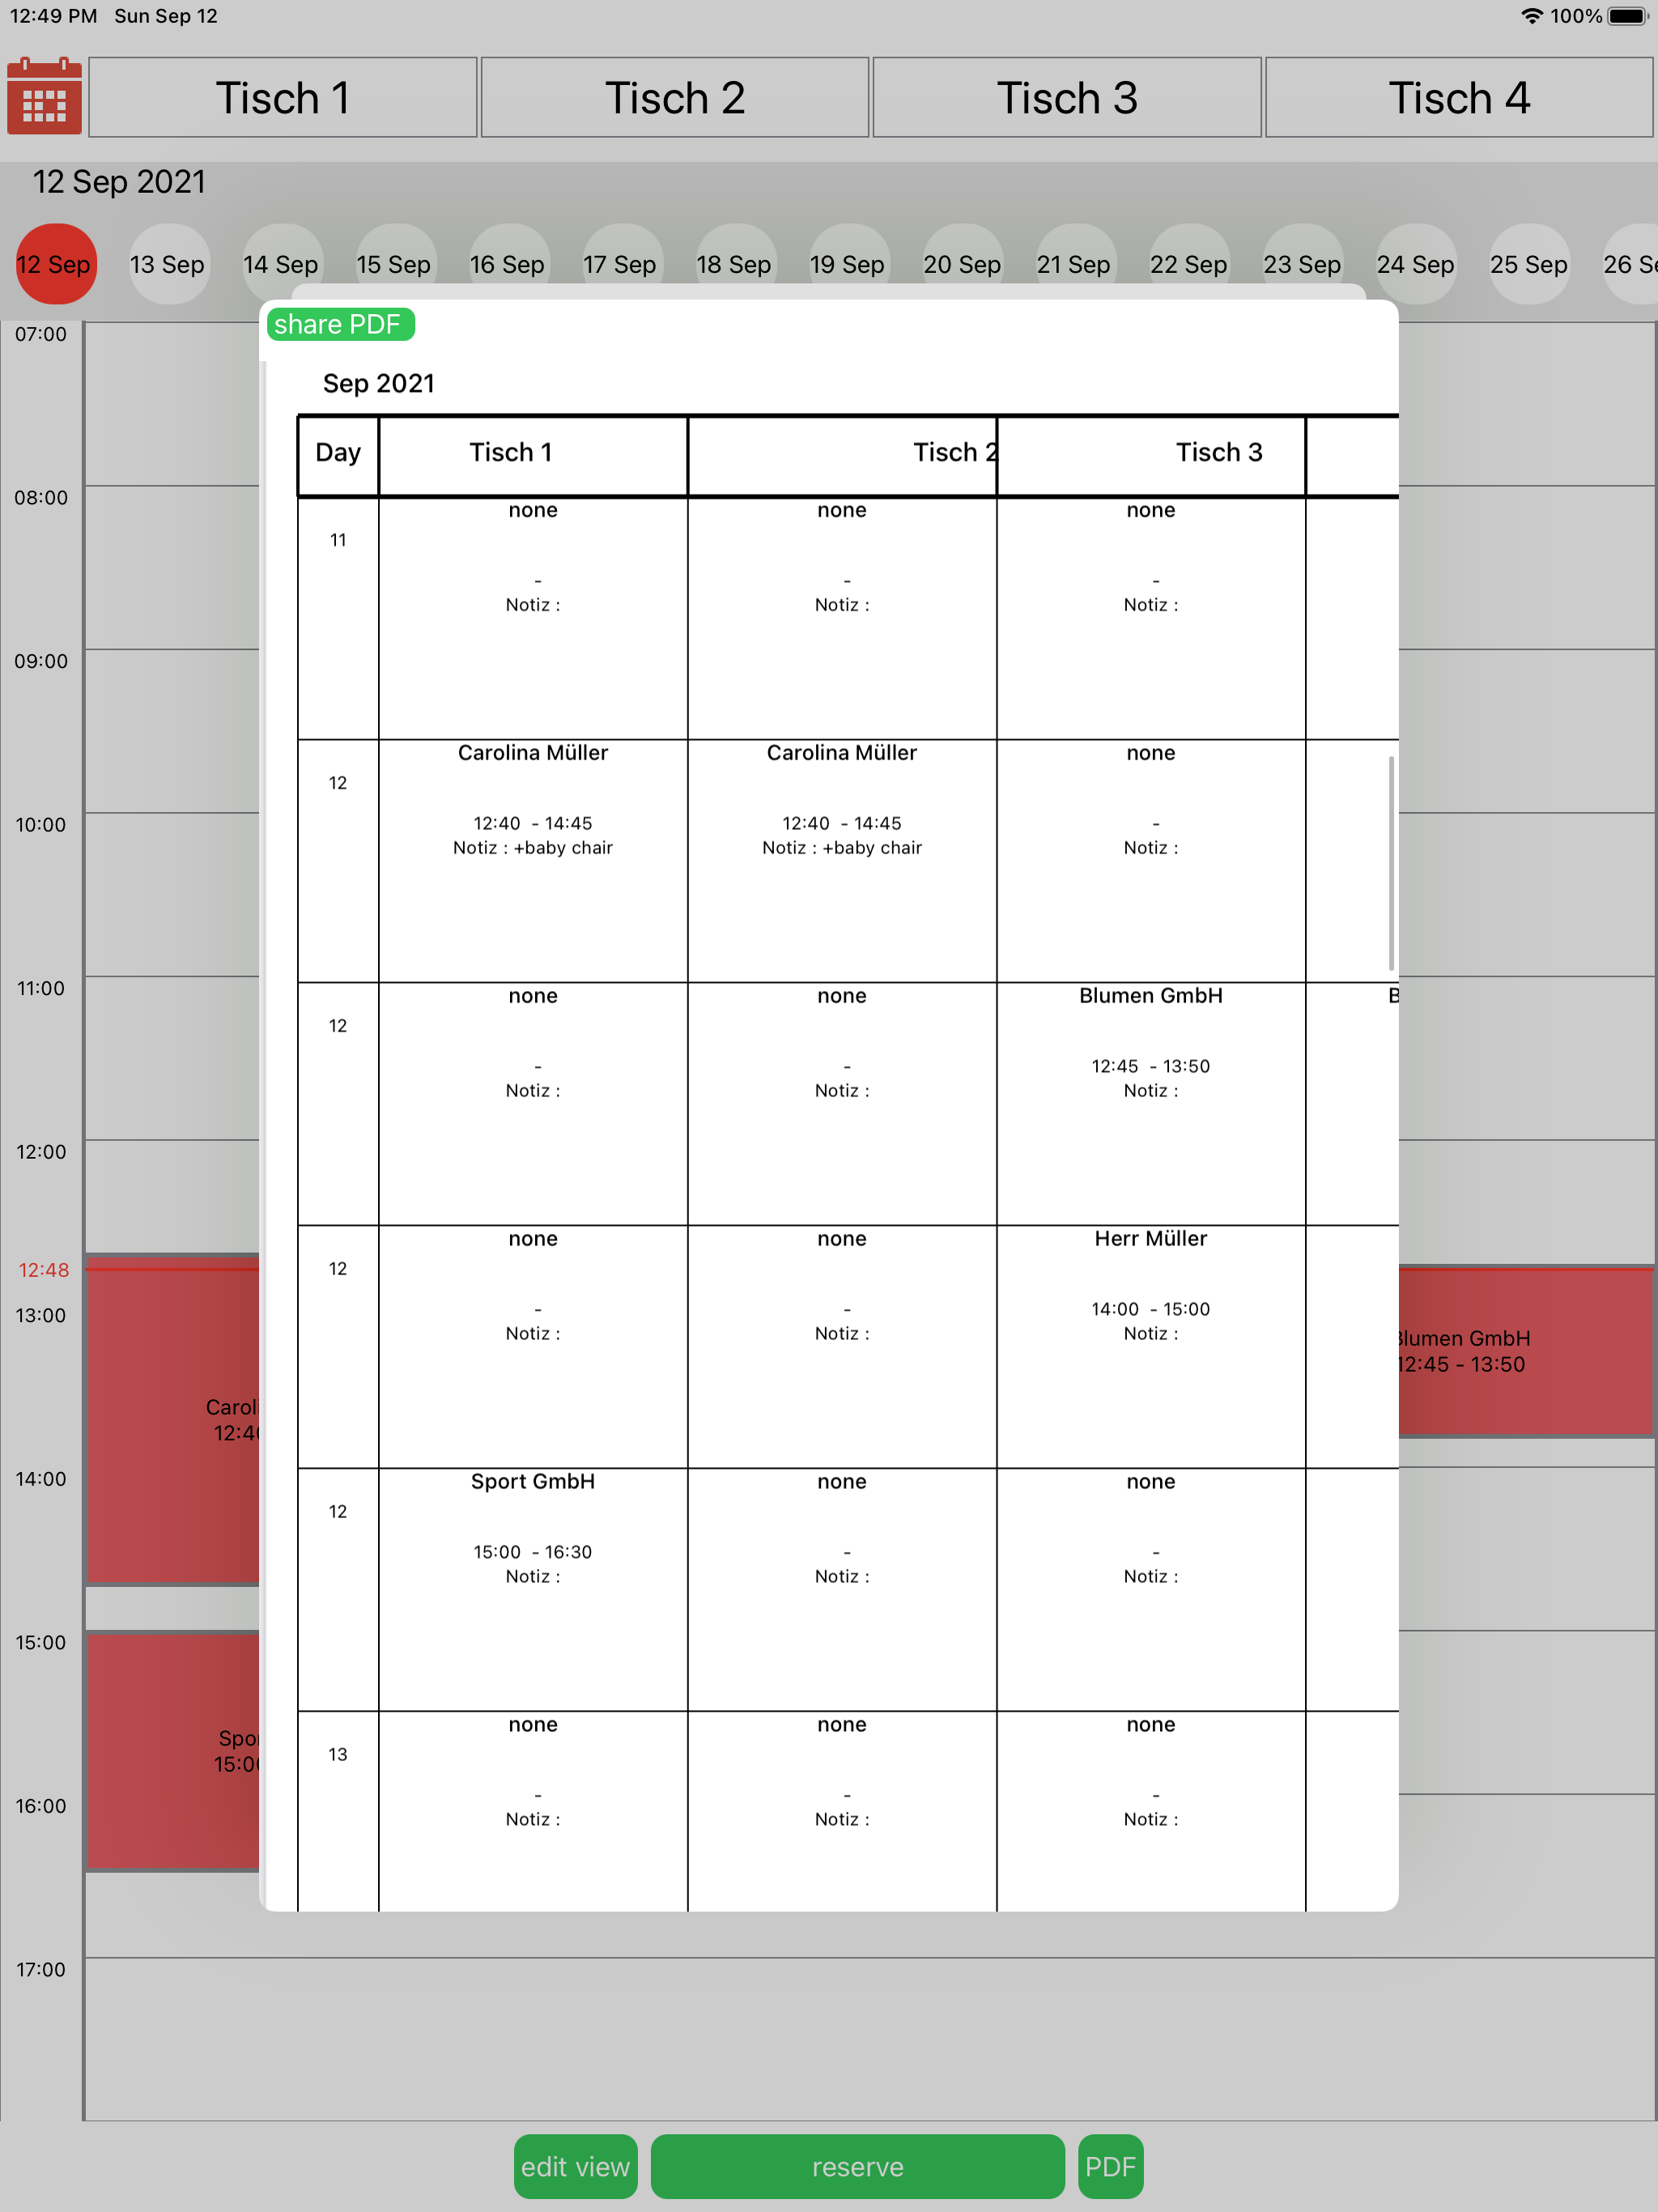 12:49 PM Sun Sep 12 100%
Tisch 1 Tisch 2 Tisch 3 Tisch 4
12 Sep 2021
12 Sep 13 Sep 14 Sep 15 Sep 16 Sep 17 Sep 18 Sep 19 Sep 20 Sep 21 Sep 22 Sep 23 Sep 24 Sep 25 Sep 26
share PDF
Sep 2021
Day Tisch 1 Tisch 2 Tisch 3
none none none
11
- - -
Notiz : Notiz : Notiz :
Carolina Müller Carolina Müller none
12
12:40 - 14:45 12:40 - 14:45 -
Notiz : +baby chair Notiz : +baby chair Notiz :
none none Blumen GmbH
12
- - 12:45 - 13:50
Notiz : Notiz : Notiz :
none none Herr Müller
12
- - 14:00 - 15:00
Notiz : Notiz : Notiz :
Sport GmbH none none
12
15:00 - 16:30 - -
Notiz : Notiz : Notiz :
none none none
13
- - -
Notiz : Notiz : Notiz :
07:00
08:00
09:00
10:00
11:00
12:00
12:48
13:00
14:00
15:00
16:00
17:00
Blumen GmbH
12:45 - 13:50
edit view reserve PDF